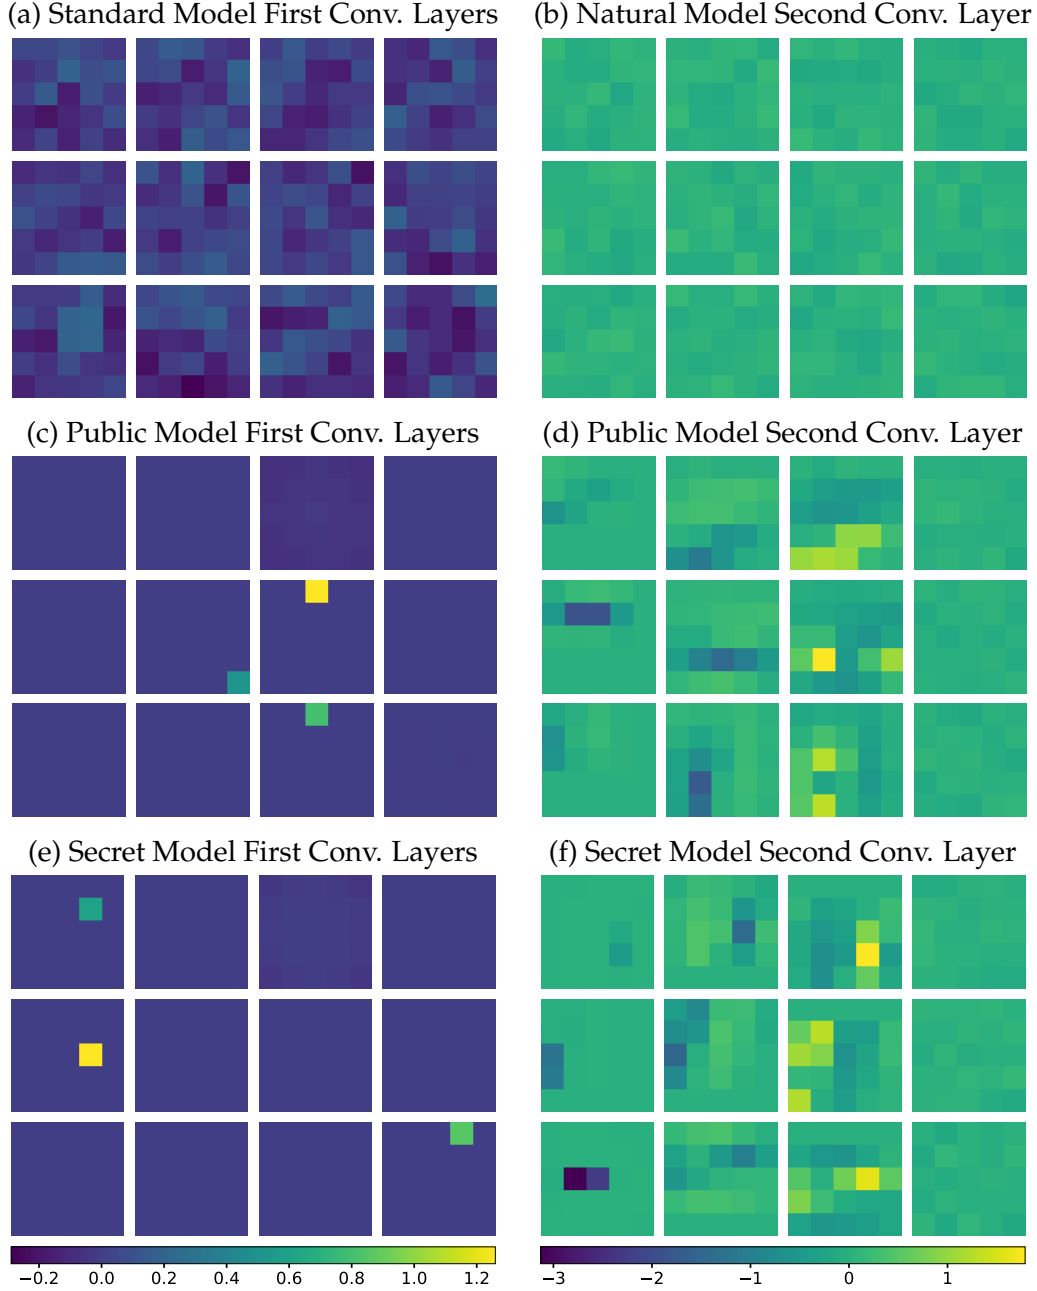 (a) Standard Model First Conv. Layers
(b) Natural Model Second Conv. Layer
(c) Public Model First Conv. Layers
(d) Public Model Second Conv. Layer
(e) Secret Model First Conv. Layers
(f) Secret Model Second Conv. Layer
−0.2 0.0 0.2 0.4 0.6 0.8 1.0 1.2
−3 −2 −1 0 1